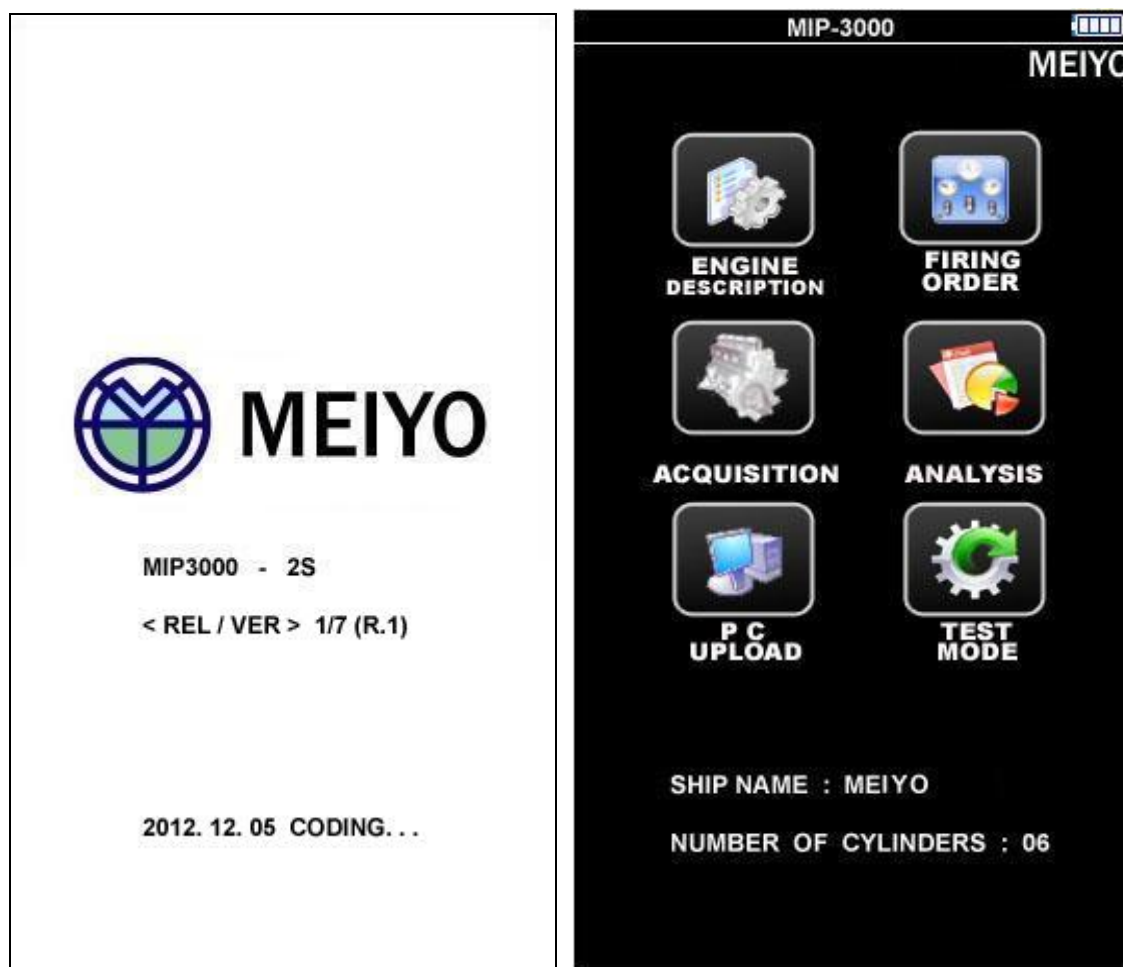 MEIYO
MIP3000 - 2S
< REL / VER > 1/7 (R.1)
2012. 12. 05 CODING. . .
MIP-3000
MEIYO
ENGINE
DESCRIPTION
FIRING
ORDER
ACQUISITION
ANALYSIS
P C
UPLOAD
TEST
MODE
SHIP NAME : MEIYO
NUMBER OF CYLINDERS : 06